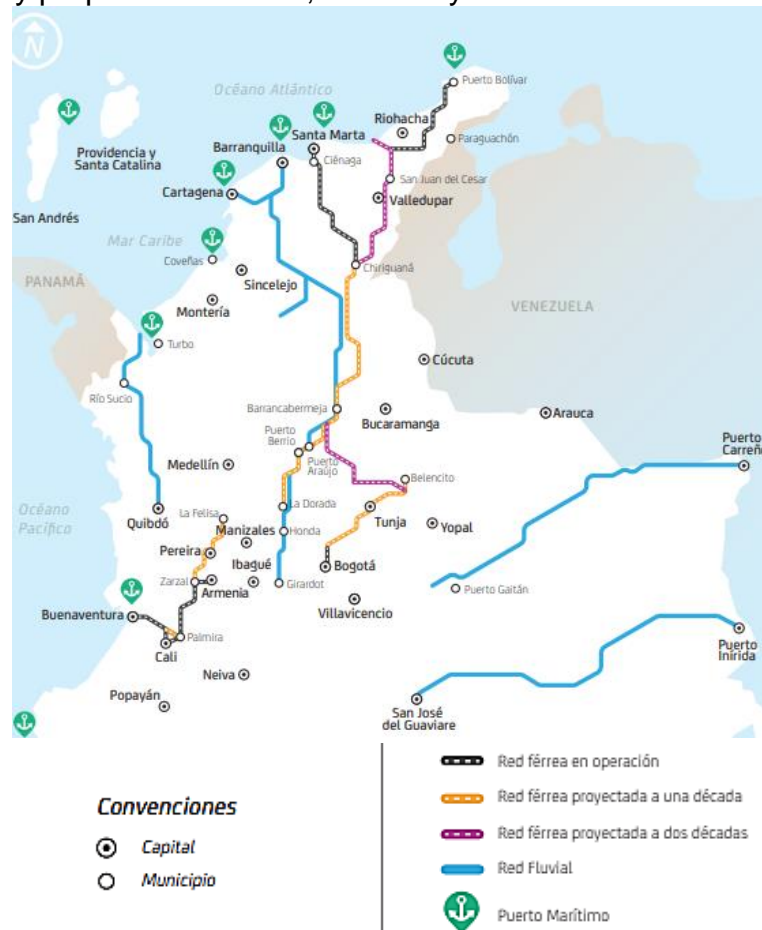 N
Puerto Bolívar
Océano Atlántico
Riohacha
Santa Marta
Paraguachón
Barranquilla
Ciénaga
Providencia y
Santa Catalina
San Juan del Cesar
Cartagena
Valledupar
San Andrés
Mar Caribe
Coveñas
Chiriguaná
Sincelejo
PANAMÁ
VENEZUELA
Montería
Turbo
Cúcuta
Río Sucio
Barrancabermeja
Bucaramanga
Arauca
Puerto
Berrio
Puerto
Carreño
Medellín
Puerto
Araújo
Belencito
Océano
Pacífico
La Felisa
La Dorada
Quibdó
Manizales
Honda
Tunja
Yopal
Pereira
Ibagué
Bogotá
Zarzal
Armenia
Girardot
Puerto Gaitán
Villavicencio
Buenaventura
Palmira
Cali
Puerto
Inírida
Neiva
Popayán
San José
del Guaviare
Convenciones
Capital
Municipio
Red férrea en operación
Red férrea proyectada a una década
Red férrea proyectada a dos décadas
Red Fluvial
Puerto Marítimo